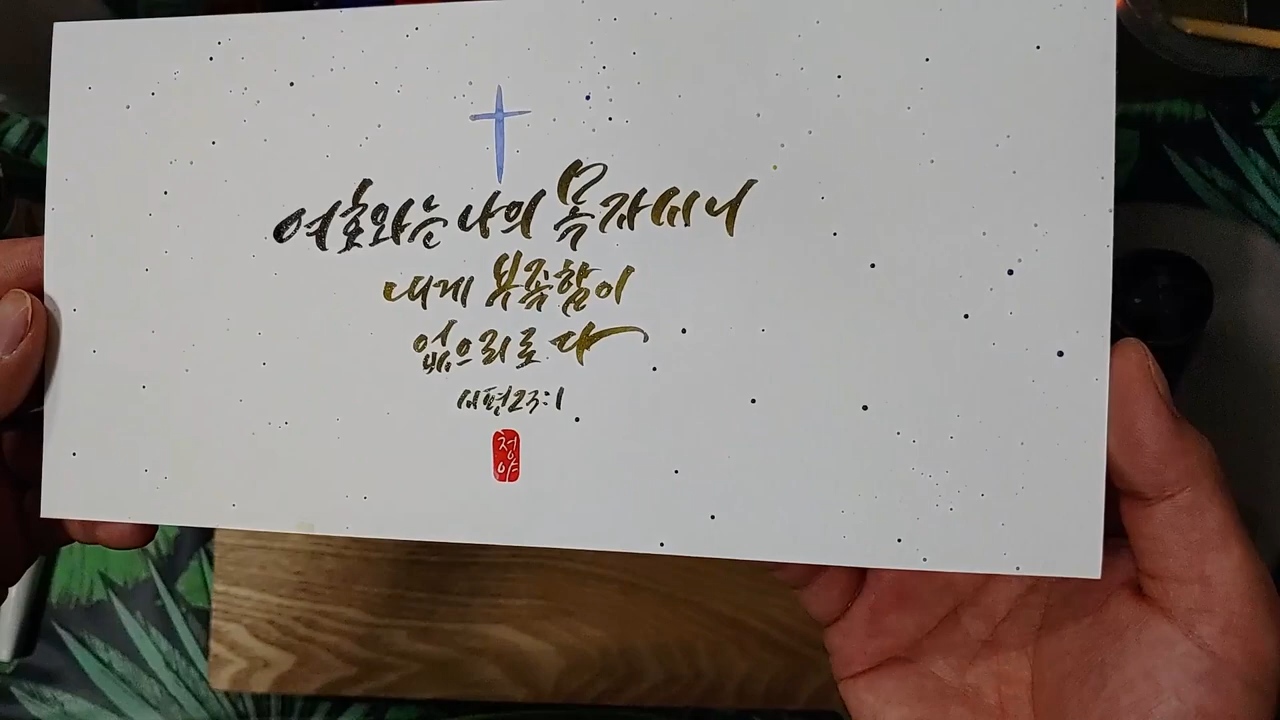 여호와는 나의 목자시니
내게 부족함이
없으리로다
시편23:1
정
야